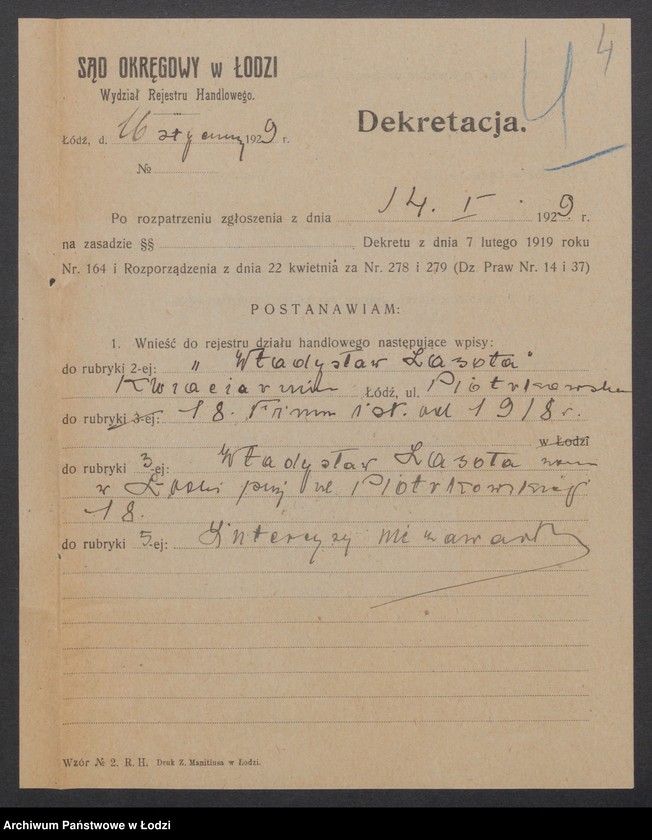 4
SĄD OKRĘGOWY w ŁODZI
Wydział Rejestru Handlowego.
Dekretacja.
Łódź, d. 16 stycznia 1929 r.
№
Po rozpatrzeniu zgłoszenia z dnia 14. I. 1929. r.
na zasadzie §§ Dekretu z dnia 7 lutego 1919 roku
Nr. 164 i Rozporządzenia z dnia 22 kwietnia za Nr. 278 i 279 (Dz Praw Nr. 14 i 37)
POSTANAWIAM:
1. Wnieść do rejestru działu handlowego następujące wpisy:
do rubryki 2-ej: „Władysław Lasota"
Kwiaciarnia Łódź, ul. Piotrkowska
do rubryki 3-ej: 18. Firma ist. od 1918 r.
w Łodzi
do rubryki 3-ej: Władysław Lasota zam
w Łodzi przy ul Piotrkowskiej
18.
do rubryki 5-ej: Intercyzy nie zawarł
Wzór № 2. R. H. Druk Z. Manitiusa w Łodzi.
Archiwum Państwowe w Łodzi